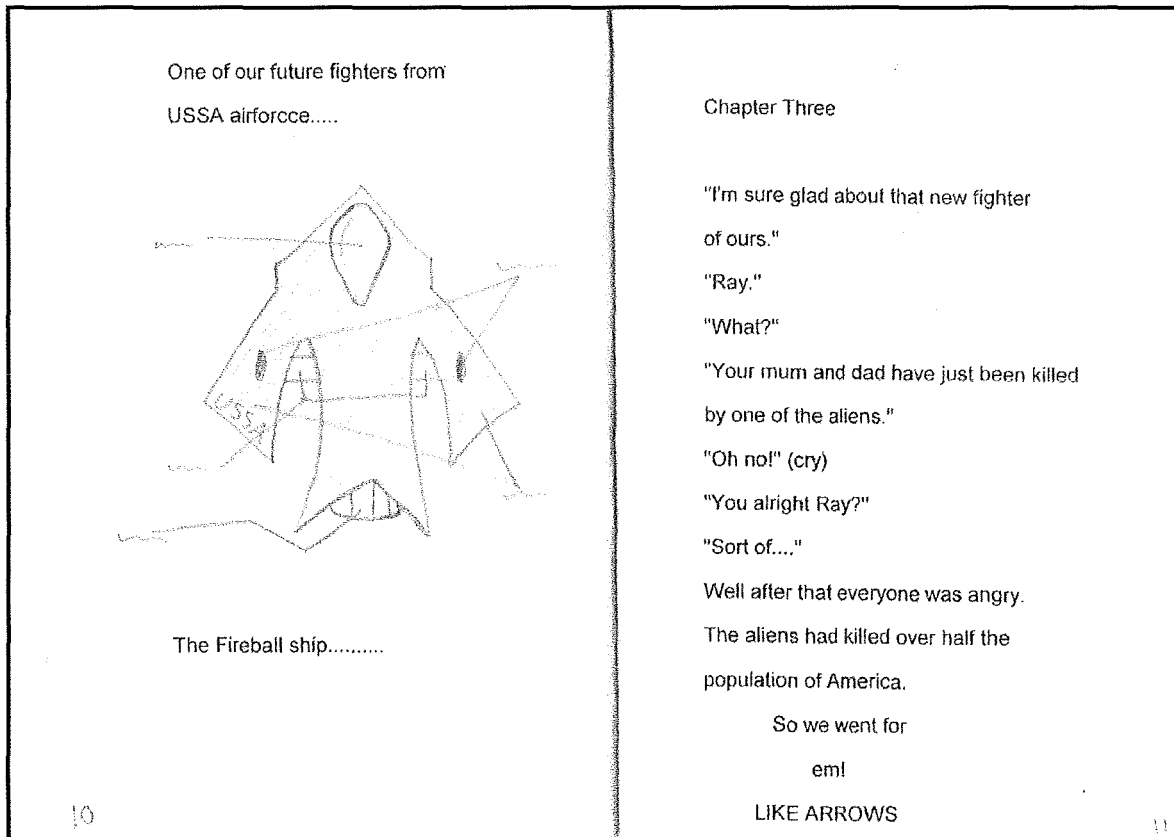 One of our future fighters from
USSA airforcce.....
USSA
The Fireball ship..........
10
Chapter Three
"I'm sure glad about that new fighter
of ours."
"Ray."
"What?"
"Your mum and dad have just been killed
by one of the aliens."
"Oh no!" (cry)
"You alright Ray?"
"Sort of...."
Well after that everyone was angry.
The aliens had killed over half the
population of America.
So we went for
em!
LIKE ARROWS
11